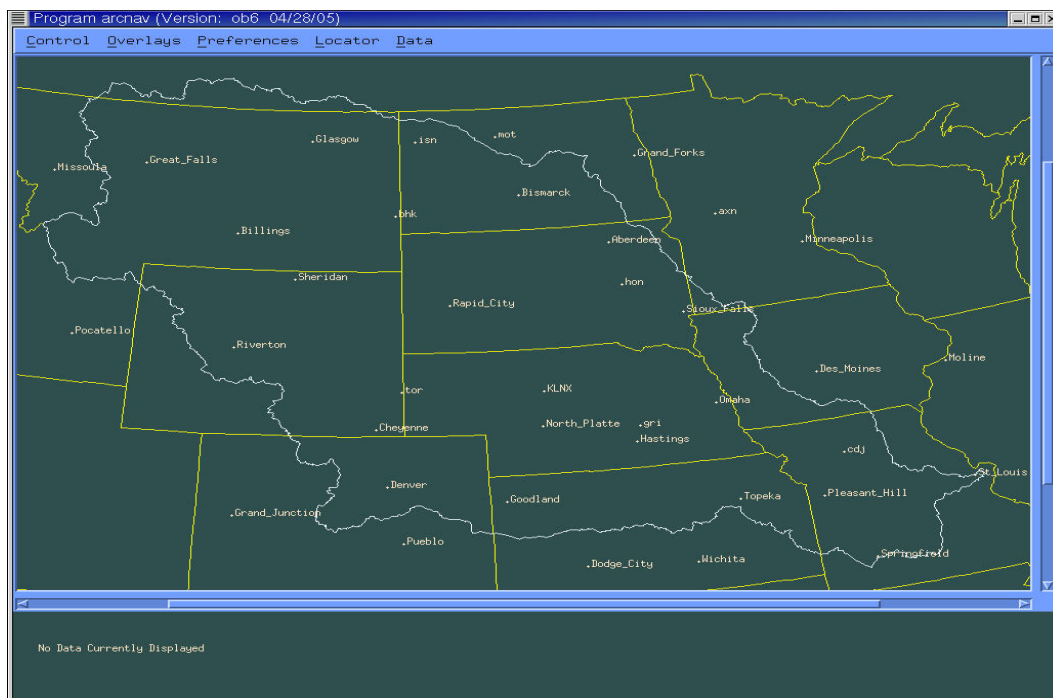 Program arcnav (Version: ob6 04/28/05)
Control Overlays Preferences Locator Data
Glasgow
isn
mot
Great_Falls
Missoula
Grand_Forks
Bismarck
bhk
axn
Billings
Aberdeen
Minneapolis
Sheridan
hon
Rapid_City
Sioux_Falls
Pocatello
Riverton
Moline
Des_Moines
tor
KLNX
Omaha
Cheyenne
North_Platte
gri
Hastings
cdj
St_Louis
Denver
Goodland
Topeka
Pleasant_Hill
Grand_Junction
Pueblo
Springfield
Dodge_City
Wichita
No Data Currently Displayed